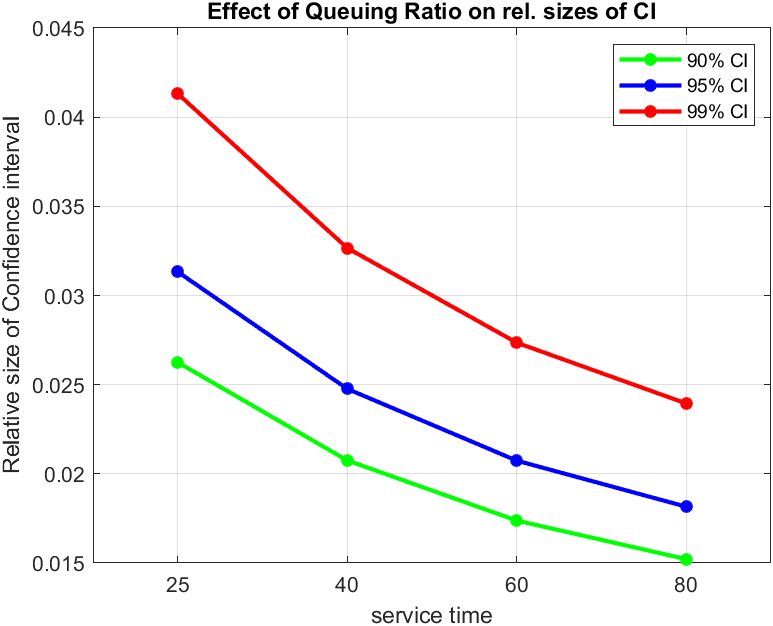 Effect of Queuing Ratio on rel. sizes of CI
0.045
0.04
0.035
0.03
0.025
0.02
0.015
Relative size of Confidence interval
90% CI
95% CI
99% CI
25 40 60 80
service time